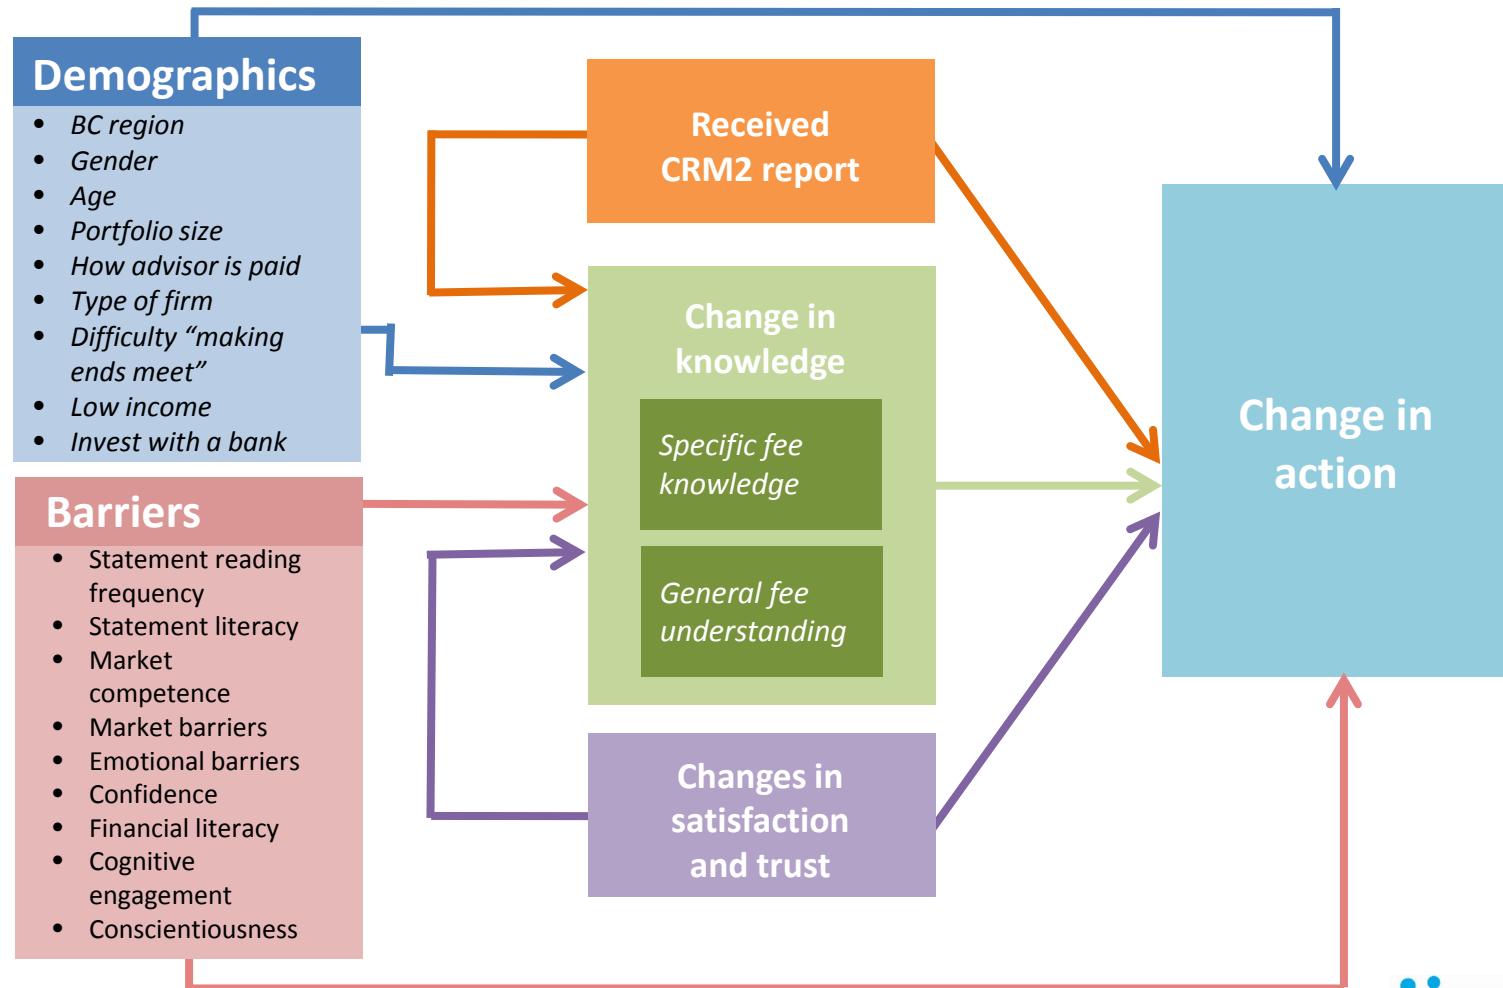 Demographics
• BC region
• Gender
• Age
• Portfolio size
• How advisor is paid
• Type of firm
• Difficulty “making
ends meet”
• Low income
• Invest with a bank
Barriers
• Statement reading
frequency
• Statement literacy
• Market
competence
• Market barriers
• Emotional barriers
• Confidence
• Financial literacy
• Cognitive
engagement
• Conscientiousness
Received
CRM2 report
Change in
knowledge
Specific fee
knowledge
General fee
understanding
Changes in
satisfaction
and trust
Change in
action